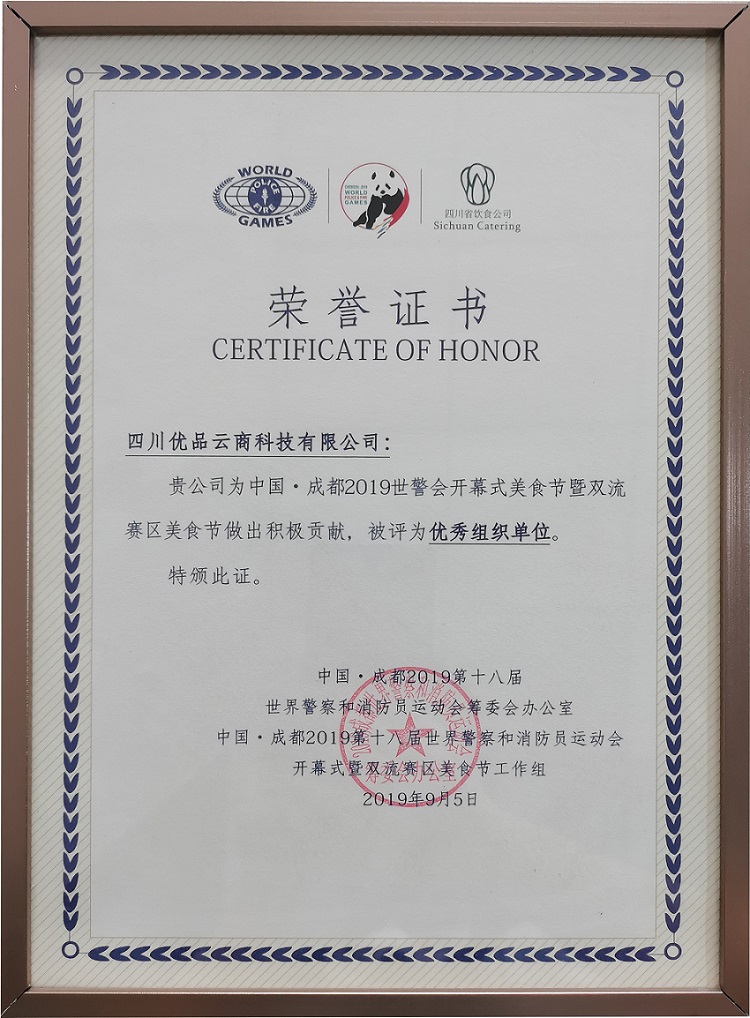 WORLD
POLICE
FIRE
GAMES
CHENGDU 2019
WORLD
POLICE & FIRE
GAMES
四川省饮食公司
Sichuan Catering
荣誉证书
CERTIFICATE OF HONOR
四川优品云商科技有限公司：
贵公司为中国·成都2019世警会开幕式美食节暨双流
赛区美食节做出积极贡献，被评为优秀组织单位。
特颁此证。
中国·成都2019第十八届
世界警察和消防员运动会筹委会办公室
中国·成都2019第十八届世界警察和消防员运动会
开幕式暨双流赛区美食节工作组
2019年9月5日
筹委会办公室